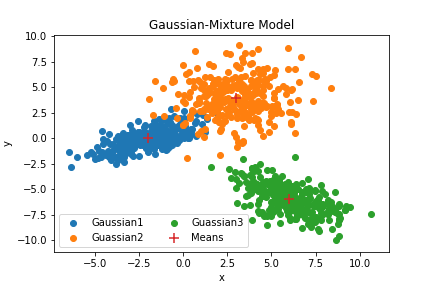 Gaussian-Mixture Model
10.0
7.5
5.0
2.5
0.0
−2.5
−5.0
−7.5
−10.0
y
Gaussian1 Guassian3
Guassian2 Means
−5.0 −2.5 0.0 2.5 5.0 7.5 10.0
x